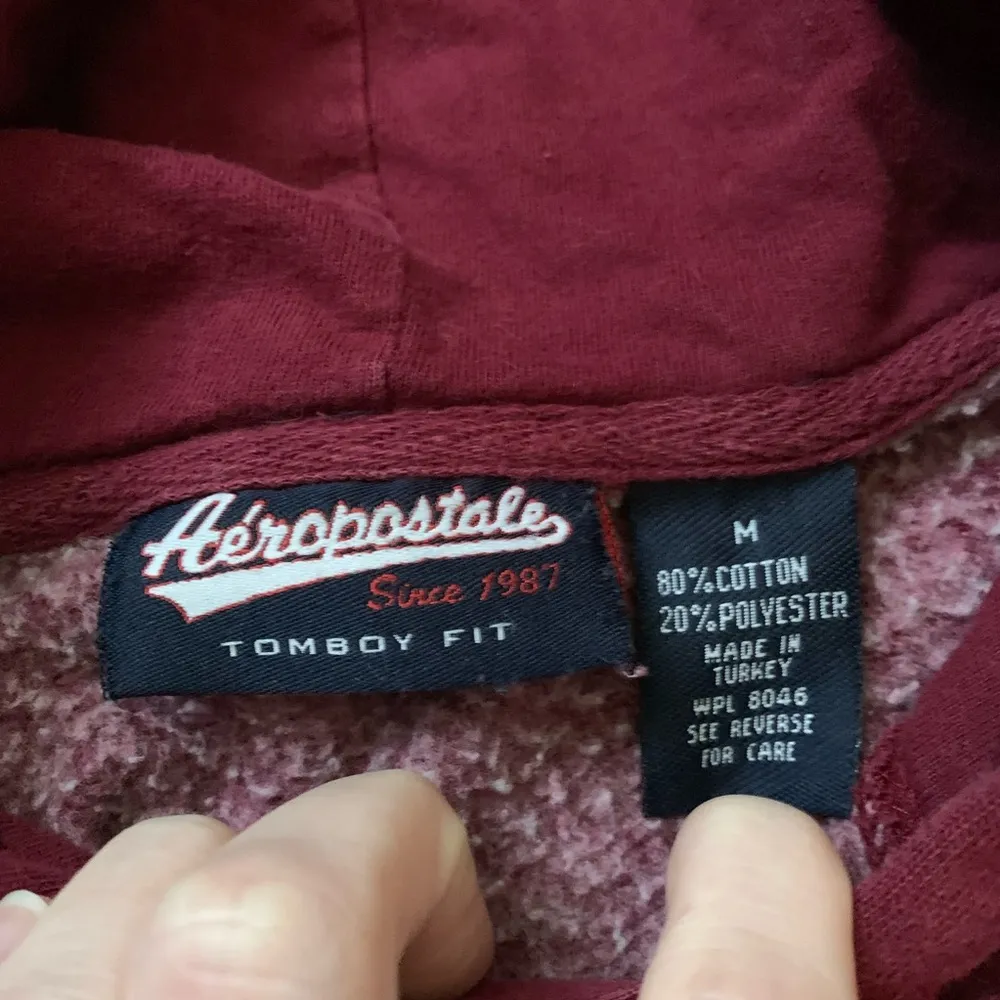 Aéropostale
Since 1987
TOMBOY FIT
M
80% COTTON
20% POLYESTER
MADE IN
TURKEY
WPL 8046
SEE REVERSE
FOR CARE